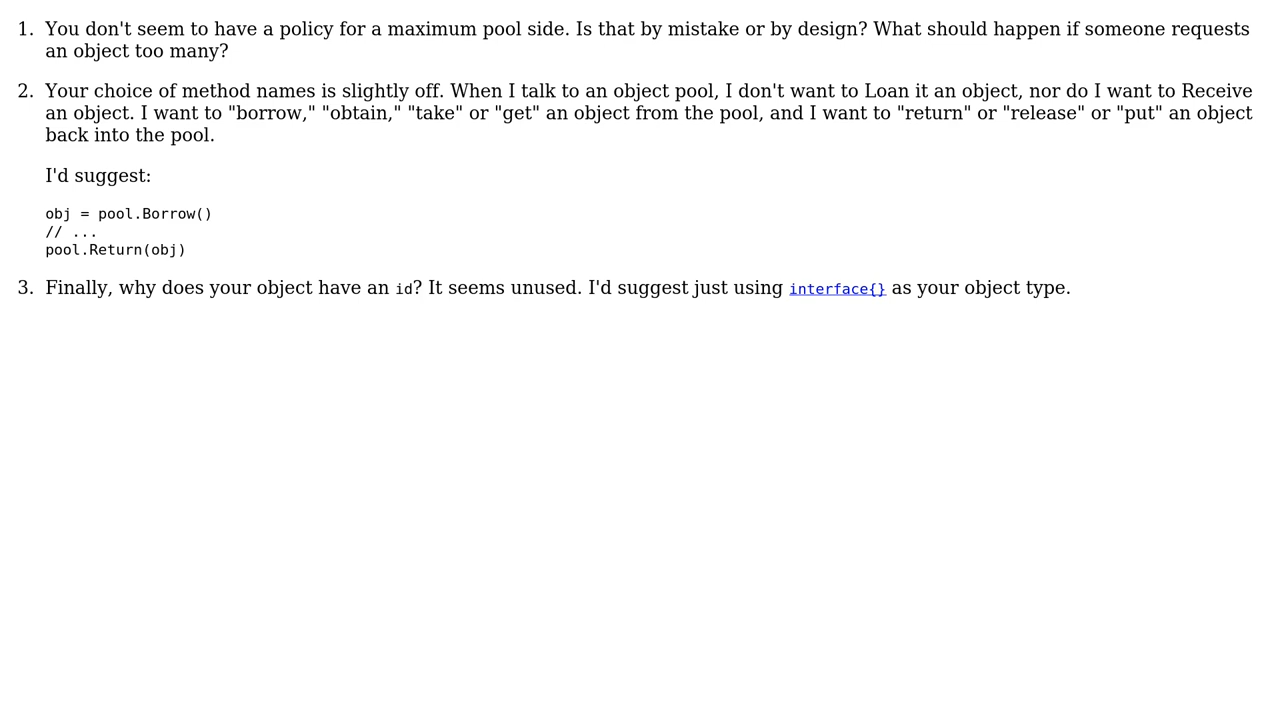 1. You don't seem to have a policy for a maximum pool side. Is that by mistake or by design? What should happen if someone requests
an object too many?
2. Your choice of method names is slightly off. When I talk to an object pool, I don't want to Loan it an object, nor do I want to Receive
an object. I want to "borrow," "obtain," "take" or "get" an object from the pool, and I want to "return" or "release" or "put" an object
back into the pool.
I'd suggest:
obj = pool.Borrow()
// ...
pool.Return(obj)
3. Finally, why does your object have an id? It seems unused. I'd suggest just using interface{} as your object type.